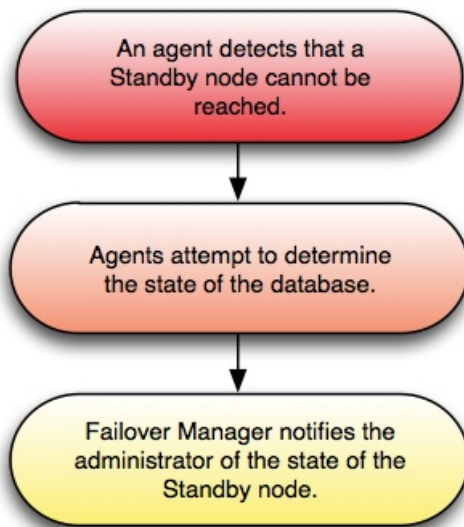 An agent detects that a
Standby node cannot be
reached.
Agents attempt to determine
the state of the database.
Failover Manager notifies the
administrator of the state of the
Standby node.